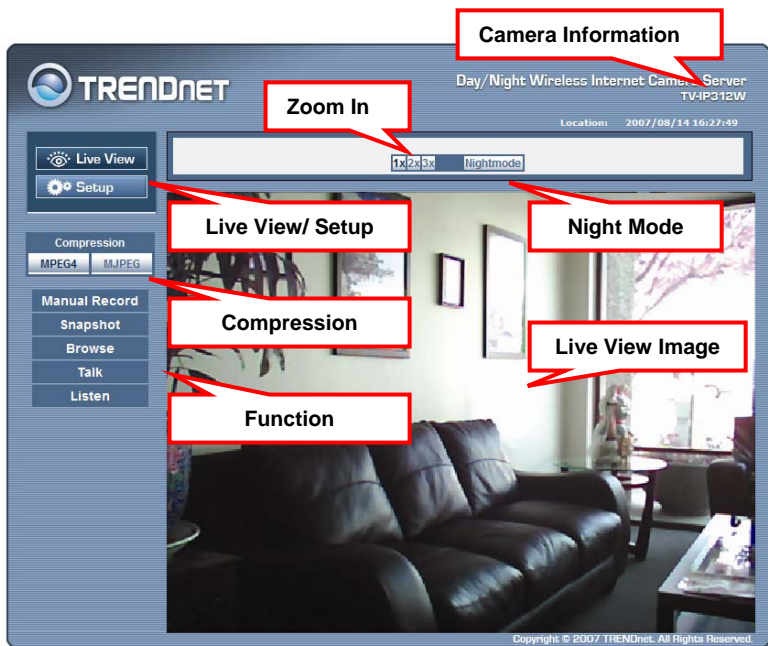 Camera Information
TRENDNET
Day/Night Wireless Internet Camera Server
TV-IP312W
Zoom In
Location: 2007/08/14 16:27:49
Live View
1x 2x 3x Nightmode
Setup
Live View/ Setup
Night Mode
Compression
MPEG4 MJPEG
Manual Record
Snapshot
Compression
Browse
Live View Image
Talk
Listen
Function
Copyright © 2007 TRENDnet. All Rights Reserved.